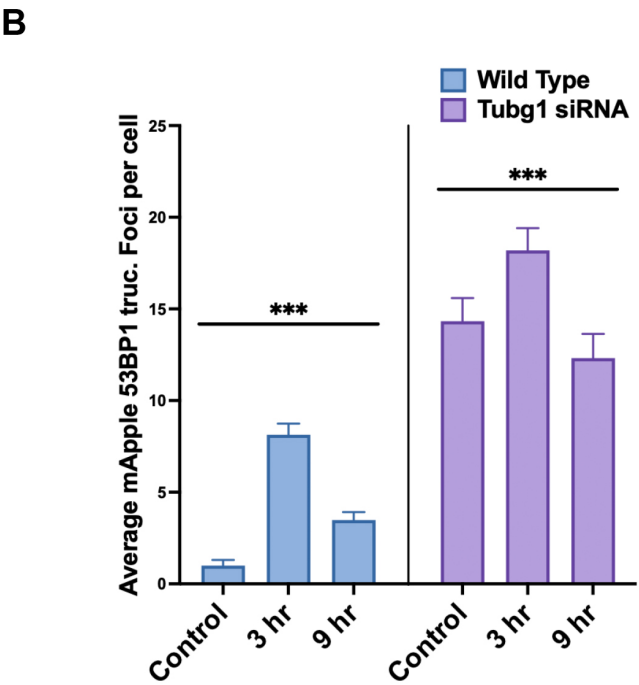 B
Wild Type
Tubg1 siRNA
Average mApple 53BP1 truc. Foci per cell
25
20
15
10
5
0
***
***
Control
3 hr
9 hr
Control
3 hr
9 hr